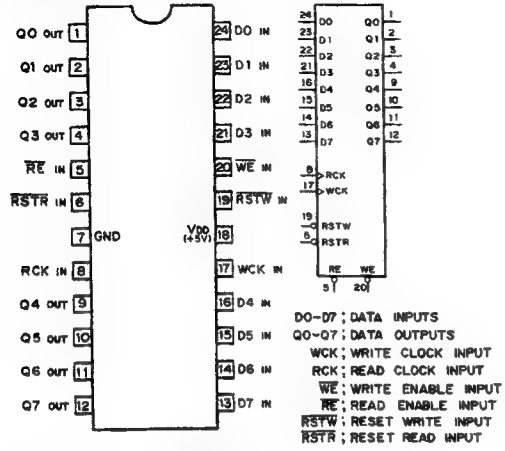 Q0 OUT 1 24 D0 IN
Q1 OUT 2 23 D1 IN
Q2 OUT 3 22 D2 IN
Q3 OUT 4 21 D3 IN
RE IN 5 20 WE IN
RSTR IN 6 19 RSTW IN
7 GND VDD (+5V) 18
RCK IN 8 17 WCK IN
Q4 OUT 9 16 D4 IN
Q5 OUT 10 15 D5 IN
Q6 OUT 11 14 D6 IN
Q7 OUT 12 13 D7 IN
24 D0 Q0 1
23 D1 Q1 2
22 D2 Q2 3
21 D3 Q3 4
16 D4 Q4 9
15 D5 Q5 10
14 D6 Q6 11
13 D7 Q7 12
8 RCK
17 WCK
19 RSTW
6 RSTR
RE WE
5 20
D0-D7 ; DATA INPUTS
Q0-Q7 ; DATA OUTPUTS
WCK ; WRITE CLOCK INPUT
RCK ; READ CLOCK INPUT
WE ; WRITE ENABLE INPUT
RE ; READ ENABLE INPUT
RSTW ; RESET WRITE INPUT
RSTR ; RESET READ INPUT